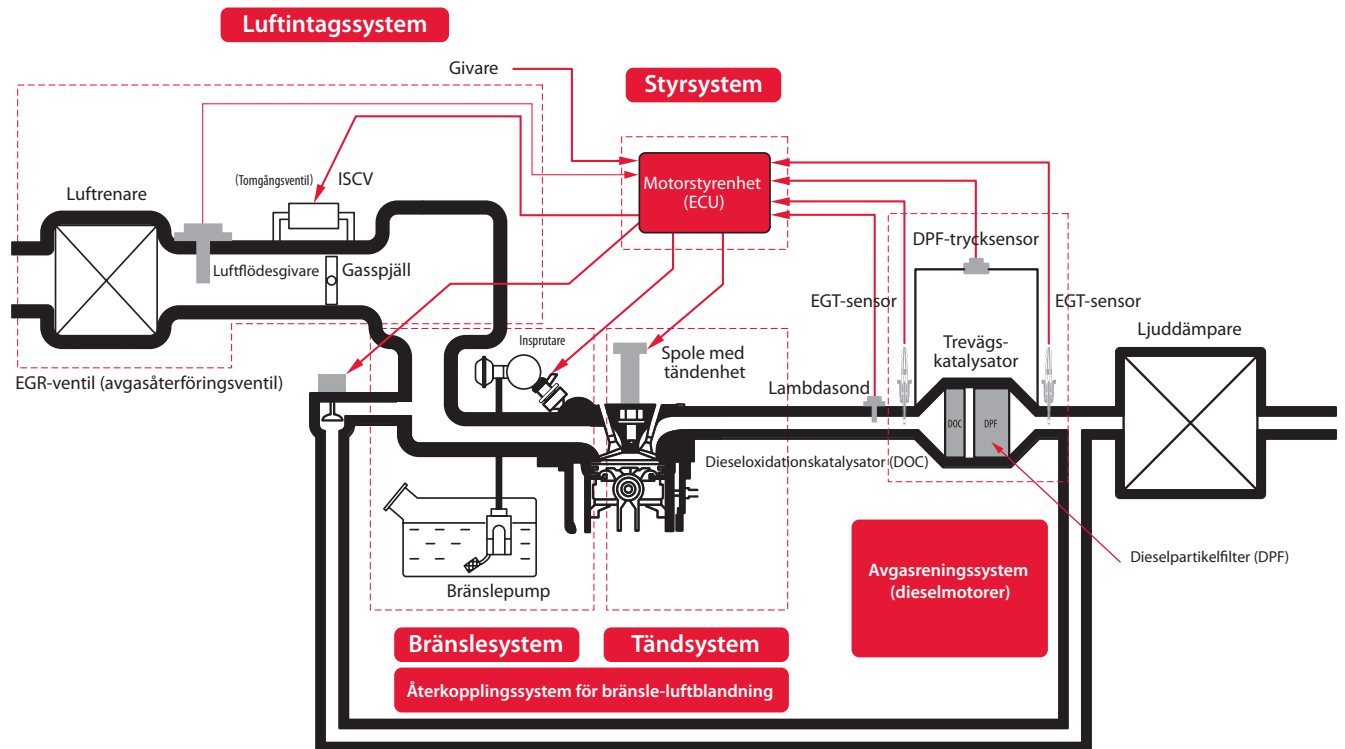 Luftintagssystem
Givare
Styrsystem
(Tomgångsventil) ISCV
Motorstyrenhet
(ECU)
Luftrenare
DPF-trycksensor
Luftflödesgivare
Gasspjäll
EGT-sensor
EGT-sensor
Ljuddämpare
Insprutare
Trevägs-
katalysator
Spole med
tändenhet
EGR-ventil (avgasåterföringsventil)
Lambdasond
DOC
DPF
Dieseloxidationskatalysator (DOC)
Dieselpartikelfilter (DPF)
Avgasreningssystem
(dieselmotorer)
Bränslepump
Bränslesystem
Tändsystem
Återkopplingssystem för bränsle-luftblandning